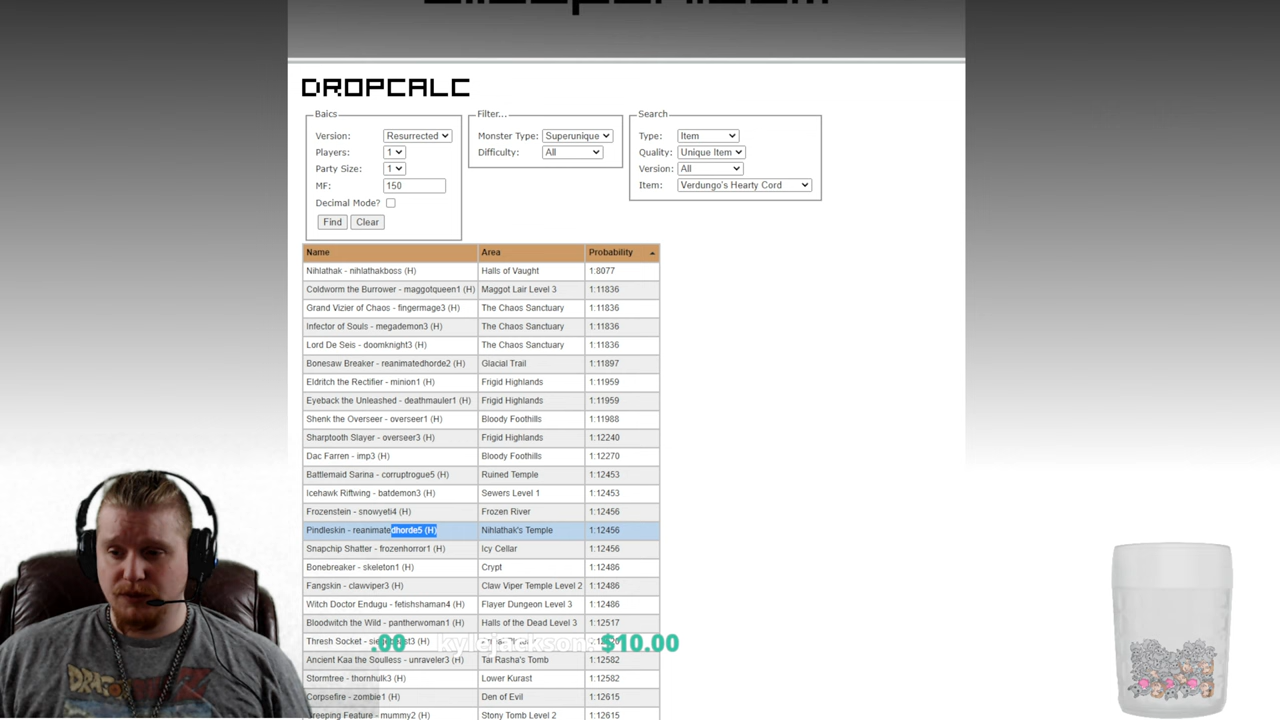 DROPCALC
Baics
Version: Resurrected
Players: 1
Party Size: 1
MF: 150
Decimal Mode?
Find Clear
Filter...
Monster Type: Superunique
Difficulty: All
Search
Type: Item
Quality: Unique Item
Version: All
Item: Verdungo's Hearty Cord
Name Area Probability
Nihlathak - nihlathakboss (H) Halls of Vaught 1:8077
Coldworm the Burrower - maggotqueen1 (H) Maggot Lair Level 3 1:11836
Grand Vizier of Chaos - fingermage3 (H) The Chaos Sanctuary 1:11836
Infector of Souls - megademon3 (H) The Chaos Sanctuary 1:11836
Lord De Seis - doomknight3 (H) The Chaos Sanctuary 1:11836
Bonesaw Breaker - reanimatedhorde2 (H) Glacial Trail 1:11897
Eldritch the Rectifier - minion1 (H) Frigid Highlands 1:11959
Eyeback the Unleashed - deathmauler1 (H) Frigid Highlands 1:11959
Shenk the Overseer - overseer1 (H) Bloody Foothills 1:11988
Sharptooth Slayer - overseer3 (H) Frigid Highlands 1:12240
Dac Farren - imp3 (H) Bloody Foothills 1:12270
Battlemaid Sarina - corruptrogue5 (H) Ruined Temple 1:12453
Icehawk Riftwing - batdemon3 (H) Sewers Level 1 1:12453
Frozenstein - snowyeti4 (H) Frozen River 1:12456
Pindleskin - reanimatedhorde5 (H) Nihlathak's Temple 1:12456
Snapchip Shatter - frozenhorror1 (H) Icy Cellar 1:12456
Bonebreaker - skeleton1 (H) Crypt 1:12486
Fangskin - clawviper3 (H) Claw Viper Temple Level 2 1:12486
Witch Doctor Endugu - fetishshaman4 (H) Flayer Dungeon Level 3 1:12486
Bloodwitch the Wild - pantherwoman1 (H) Halls of the Dead Level 3 1:12517
Thresh Socket - siegebeast3 (H)
.00 kylejackson: $10.00
Ancient Kaa the Soulless - unraveler3 (H) Tal Rasha's Tomb 1:12582
Stormtree - thornhulk3 (H) Lower Kurast 1:12582
Corpsefire - zombie1 (H) Den of Evil 1:12615
Creeping Feature - mummy2 (H) Stony Tomb Level 2 1:12615
DRAGON